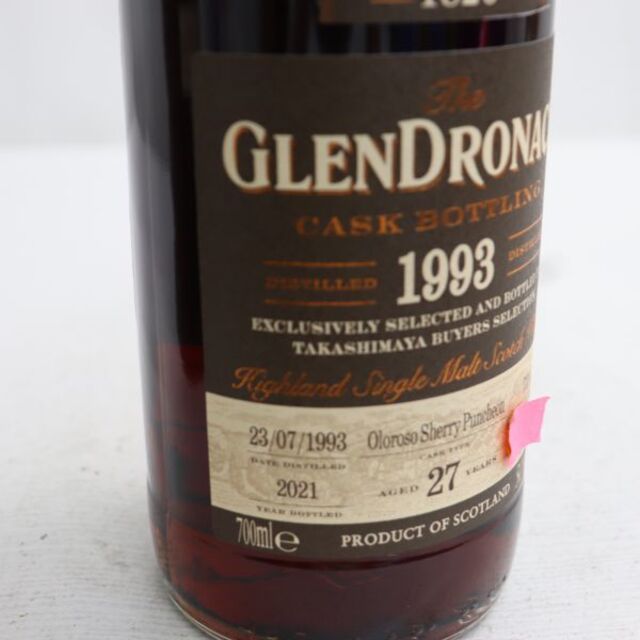 The
GLENDRONAC
CASK BOTTLING
DISTILLED
1993
EXCLUSIVELY SELECTED AND BOTTLE
TAKASHIMAYA BUYERS SELECTION
Highland Single Malt Scotch
23/07/1993
DATE DISTILLED
Oloroso Sherry Puncheon
CASK TYPE
2021
YEAR BOTTLED
AGED 27 YEARS
700ml e
PRODUCT OF SCOTLAND